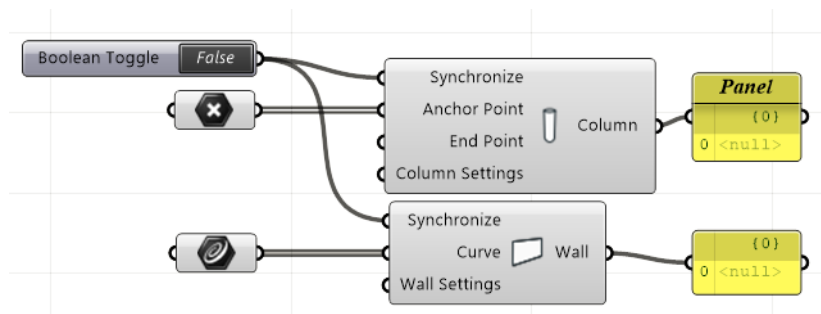 Boolean Toggle False
Synchronize
Anchor Point
End Point
Column Settings
Column
Panel
{0}
0 <null>
Synchronize
Curve
Wall Settings
Wall
{0}
0 <null>